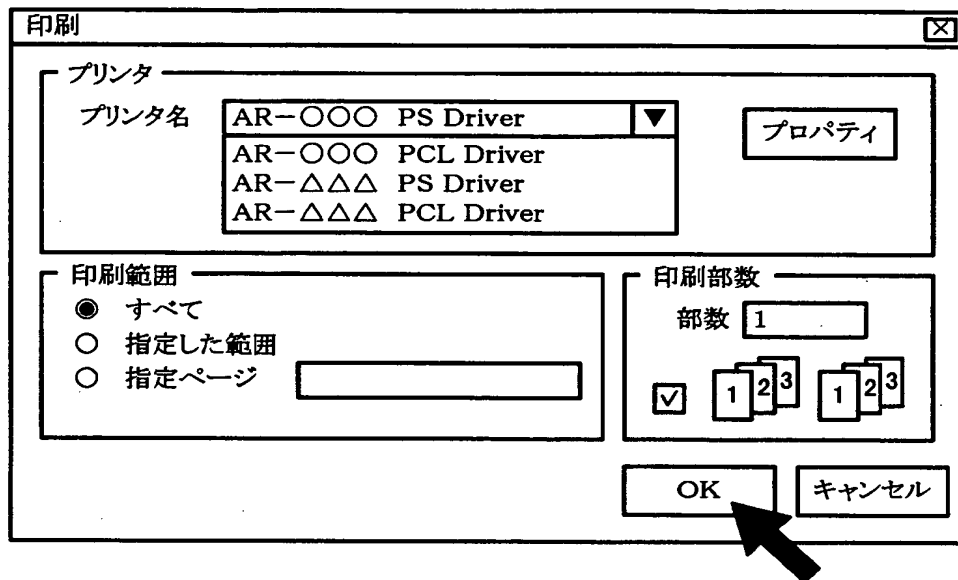 印刷
プリンタ
プリンタ名
AR-○○○ PS Driver
AR-○○○ PCL Driver
AR-△△△ PS Driver
AR-△△△ PCL Driver
プロパティ
印刷範囲
すべて
指定した範囲
指定ページ
印刷部数
部数 1
1 2 3 1 2 3
OK
キャンセル